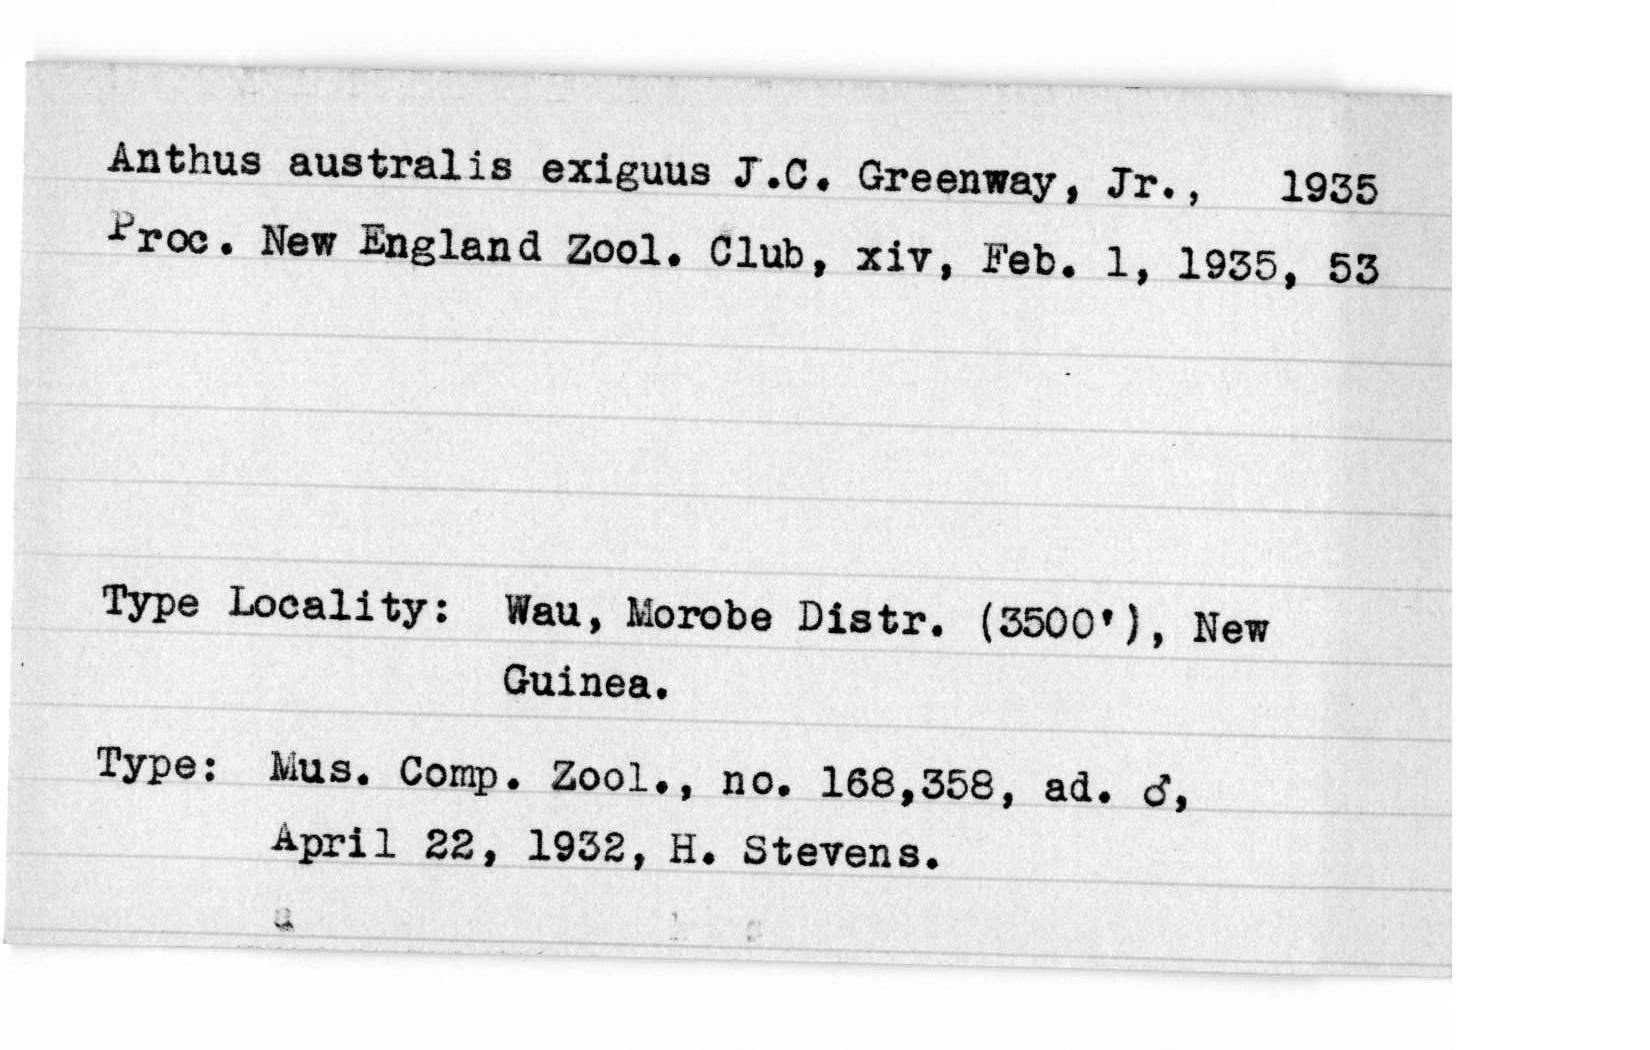 Anthus australis exiguus J.C. Greenway, Jr., 1935
Proc. New England Zool. Club, xiv, Feb. 1, 1935, 53
Type Locality: Wau, Morobe Distr. (3500'), New
Guinea.
Type: Mus. Comp. Zool., no. 168,358, ad. ♂,
April 22, 1932, H. Stevens.